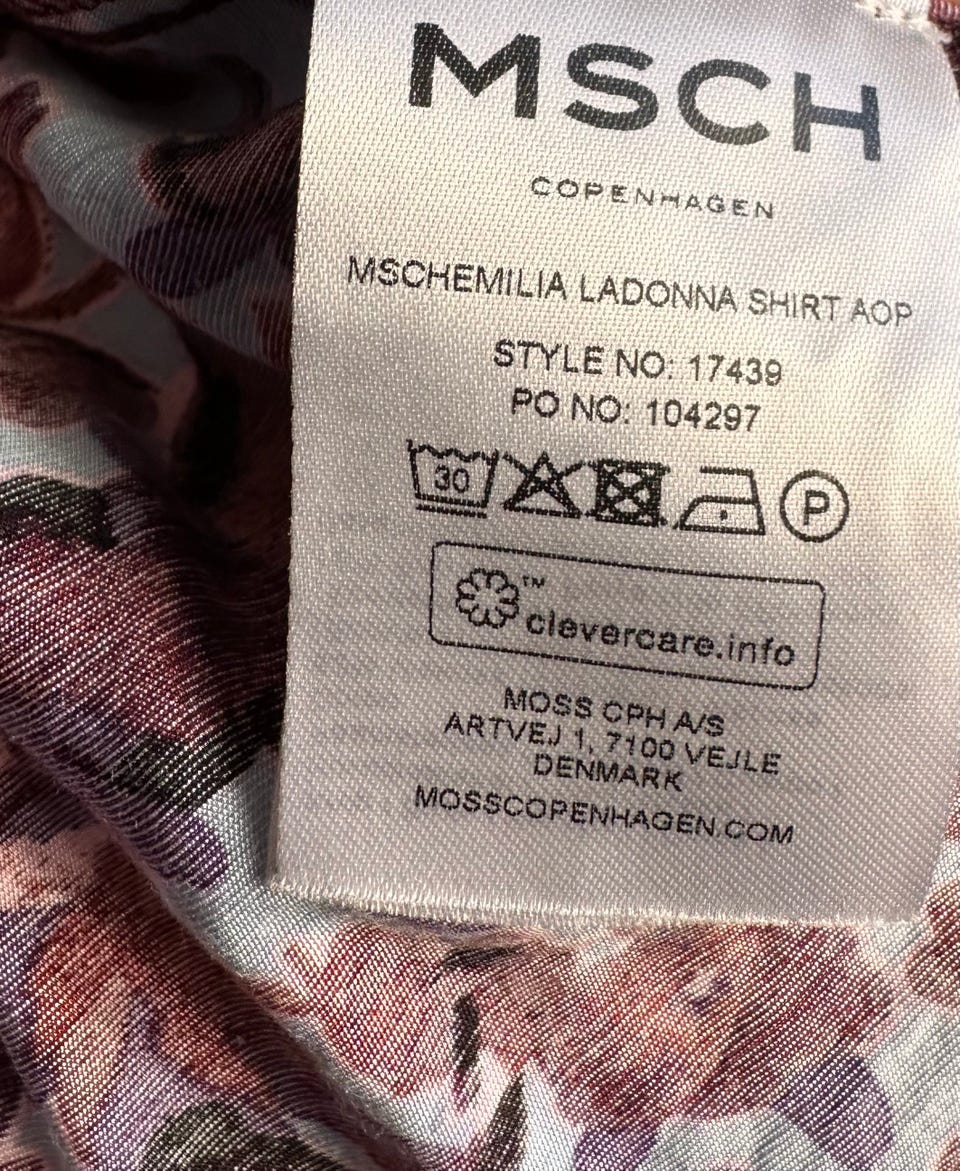 MSCH
COPENHAGEN
MSCHEMILIA LADONNA SHIRT AOP
STYLE NO: 17439
PO NO: 104297
30 P
™
clevercare.info
MOSS CPH A/S
ARTVEJ 1, 7100 VEJLE
DENMARK
MOSSCOPENHAGEN.COM